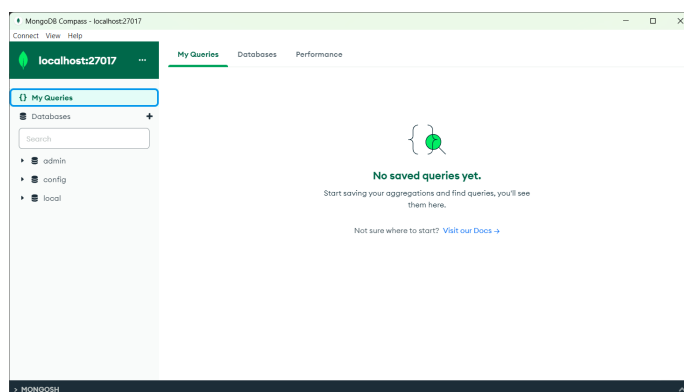 MongoDB Compass - localhost:27017
Connect View Help
localhost:27017 ...
My Queries Databases Performance
{} My Queries
Databases +
Search
admin
config
local
No saved queries yet.
Start saving your aggregations and find queries, you'll see
them here.
Not sure where to start? Visit our Docs →
> MONGOSH